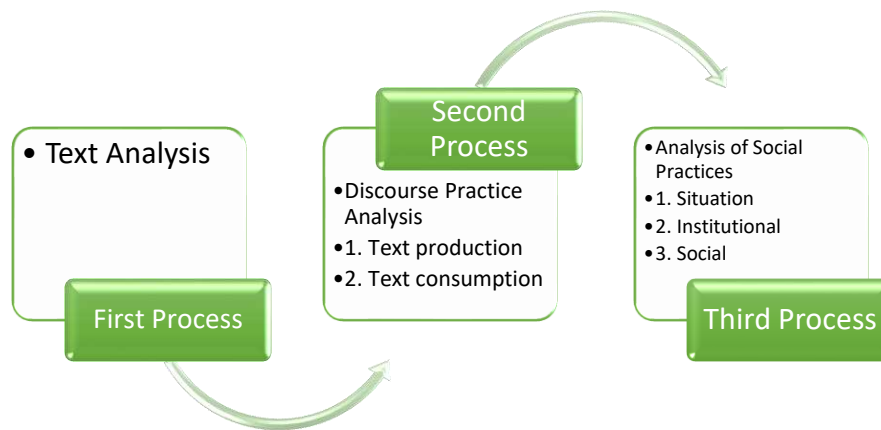 • Text Analysis
First Process
Second
Process
•Discourse Practice
Analysis
•1. Text production
•2. Text consumption
•Analysis of Social
Practices
•1. Situation
•2. Institutional
•3. Social
Third Process